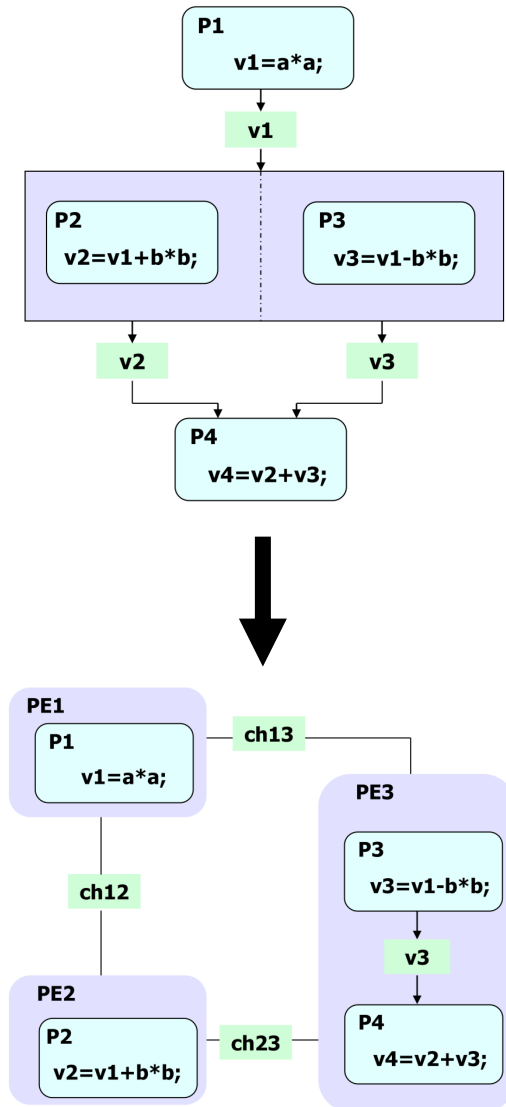 P1
v1=a*a;
v1
P2
v2=v1+b*b;
P3
v3=v1-b*b;
v2
v3
P4
v4=v2+v3;
PE1
P1
v1=a*a;
ch13
PE3
P3
v3=v1-b*b;
ch12
v3
PE2
P2
v2=v1+b*b;
ch23
P4
v4=v2+v3;